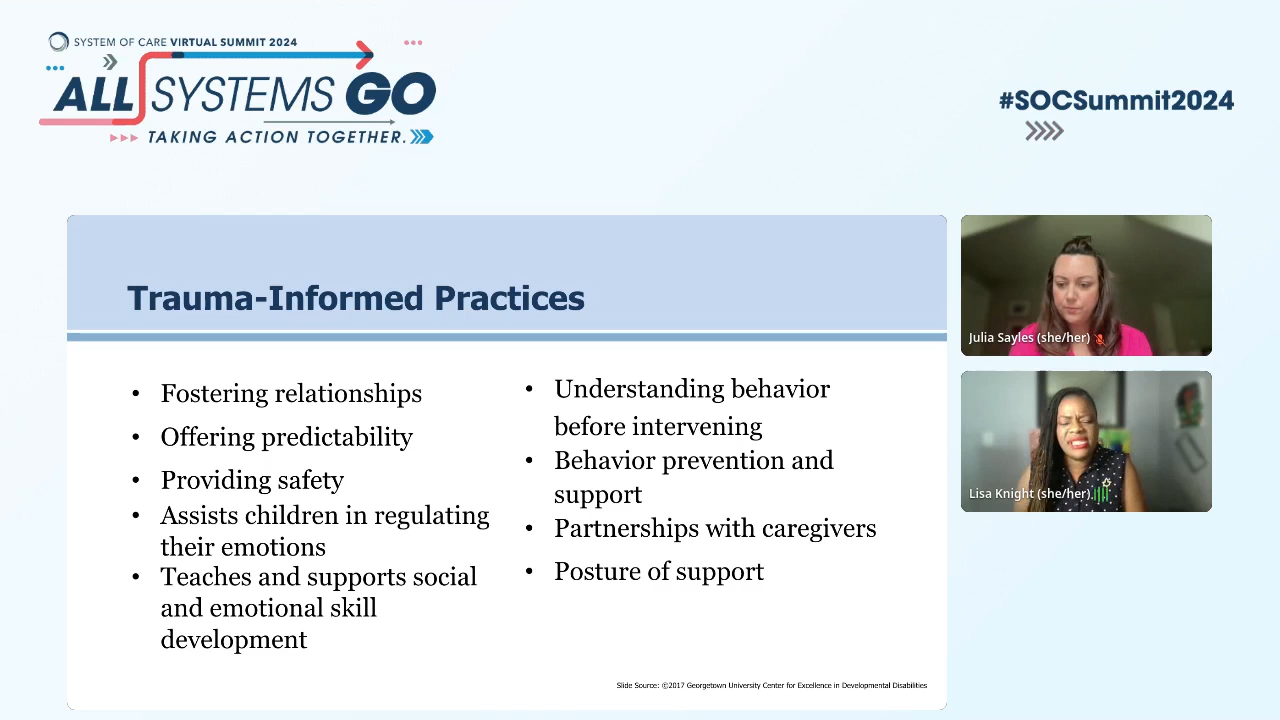 SYSTEM OF CARE VIRTUAL SUMMIT 2024
ALL SYSTEMS GO
TAKING ACTION TOGETHER.
#SOCSummit2024
Trauma-Informed Practices
• Fostering relationships
• Offering predictability
• Providing safety
• Assists children in regulating
their emotions
• Teaches and supports social
and emotional skill
development
• Understanding behavior
before intervening
• Behavior prevention and
support
• Partnerships with caregivers
• Posture of support
Slide Source: ©2017 Georgetown University Center for Excellence in Developmental Disabilities
Julia Sayles (she/her)
Lisa Knight (she/her)